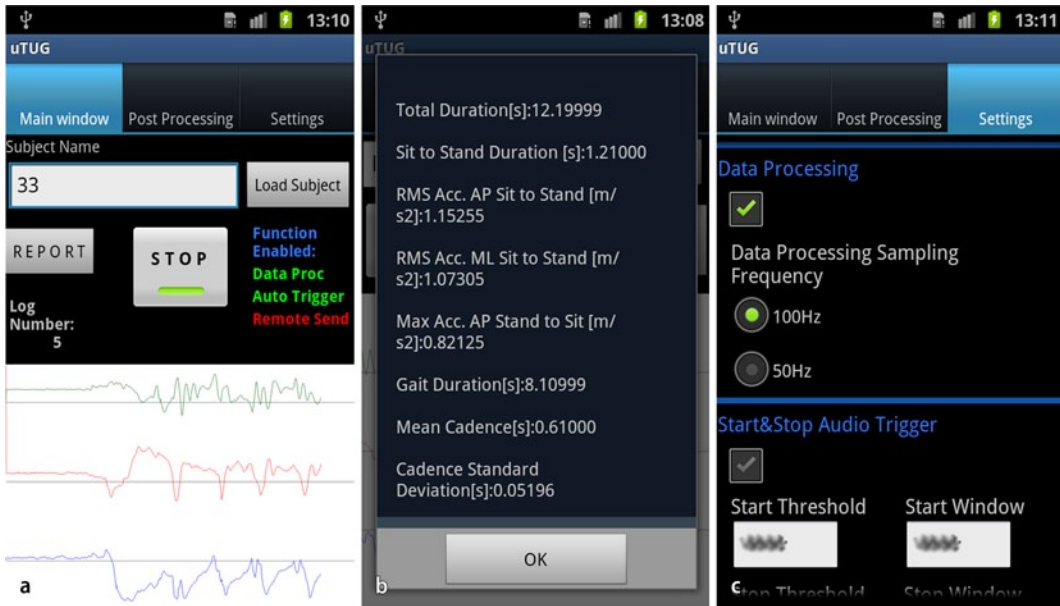 13:10
uTUG
Main window
Post Processing
Settings
Subject Name
33
Load Subject
REPORT
STOP
Function
Enabled:
Data Proc
Auto Trigger
Remote Send
Log
Number:
5
a
13:08
uTUG
Total Duration[s]:12.19999
Sit to Stand Duration [s]:1.21000
RMS Acc. AP Sit to Stand [m/
s2]:1.15255
RMS Acc. ML Sit to Stand [m/
s2]:1.07305
Max Acc. AP Stand to Sit [m/
s2]:0.82125
Gait Duration[s]:8.10999
Mean Cadence[s]:0.61000
Cadence Standard
Deviation[s]:0.05196
OK
b
13:11
uTUG
Main window
Post Processing
Settings
Data Processing
Data Processing Sampling
Frequency
100Hz
50Hz
Start&Stop Audio Trigger
Start Threshold
Start Window
Stop Threshold
Stop Window
c